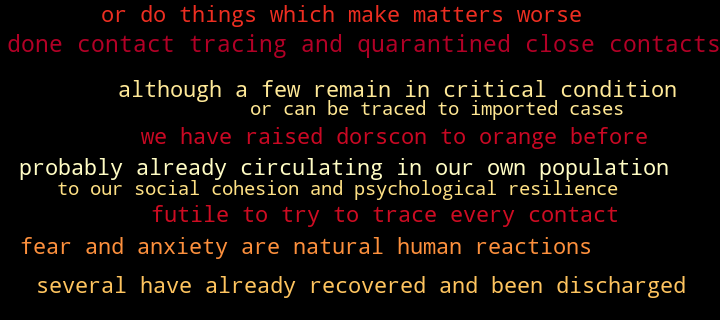 or do things which make matters worse
done contact tracing and quarantined close contacts
although a few remain in critical condition
or can be traced to imported cases
we have raised dorscon to orange before
probably already circulating in our own population
to our social cohesion and psychological resilience
futile to try to trace every contact
fear and anxiety are natural human reactions
several have already recovered and been discharged